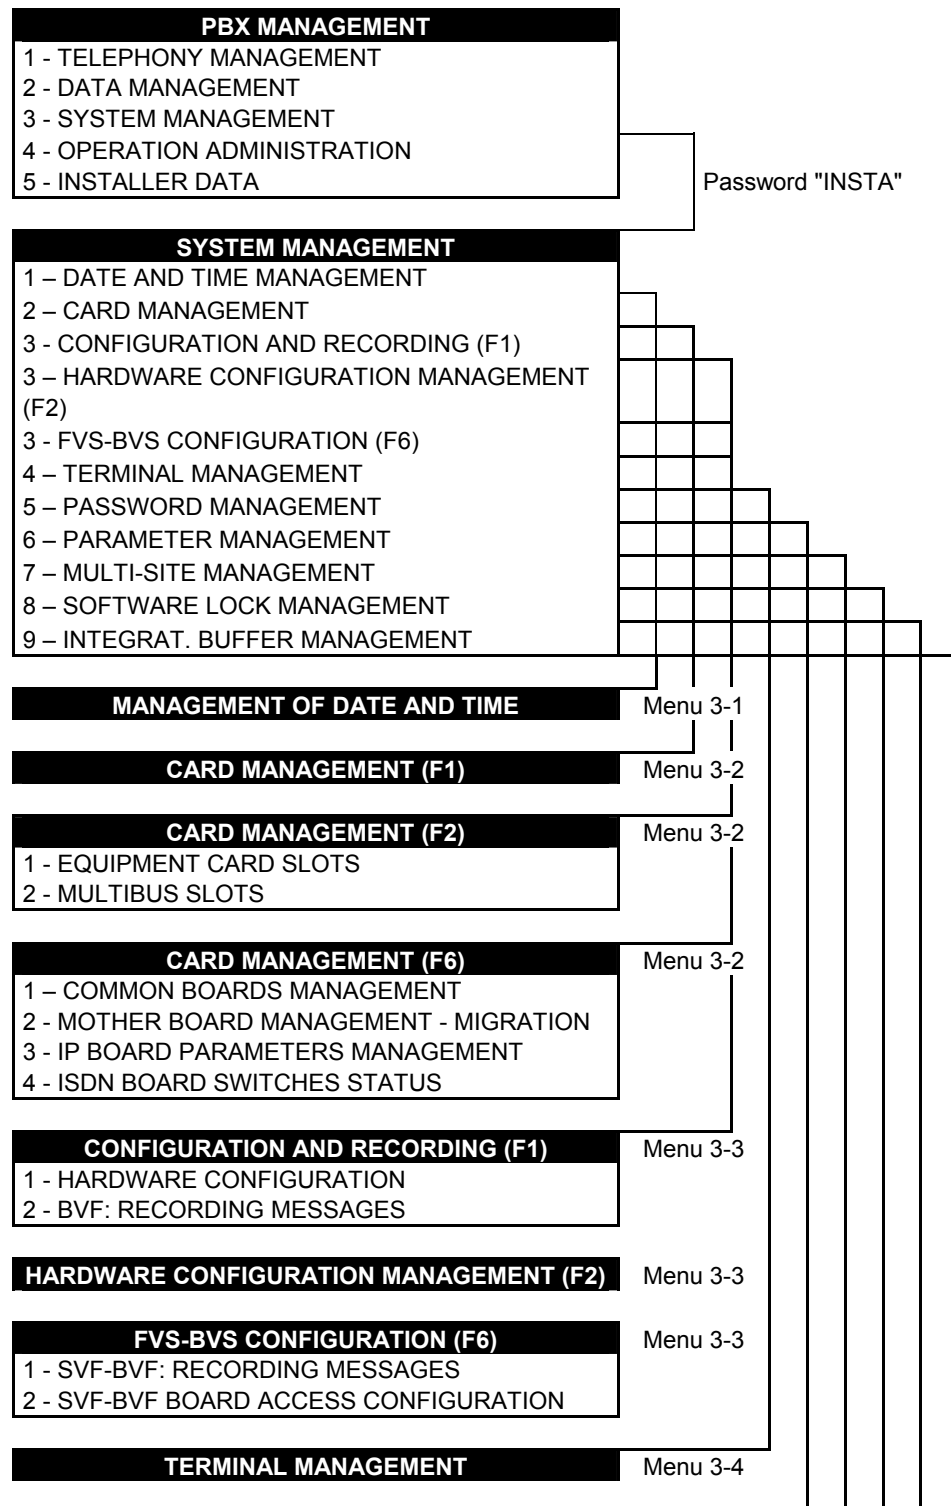 PBX MANAGEMENT
1 - TELEPHONY MANAGEMENT
2 - DATA MANAGEMENT
3 - SYSTEM MANAGEMENT
4 - OPERATION ADMINISTRATION
5 - INSTALLER DATA
Password "INSTA"
SYSTEM MANAGEMENT
1 – DATE AND TIME MANAGEMENT
2 – CARD MANAGEMENT
3 - CONFIGURATION AND RECORDING (F1)
3 – HARDWARE CONFIGURATION MANAGEMENT
(F2)
3 - FVS-BVS CONFIGURATION (F6)
4 – TERMINAL MANAGEMENT
5 – PASSWORD MANAGEMENT
6 – PARAMETER MANAGEMENT
7 – MULTI-SITE MANAGEMENT
8 – SOFTWARE LOCK MANAGEMENT
9 – INTEGRAT. BUFFER MANAGEMENT
MANAGEMENT OF DATE AND TIME Menu 3-1
CARD MANAGEMENT (F1) Menu 3-2
CARD MANAGEMENT (F2) Menu 3-2
1 - EQUIPMENT CARD SLOTS
2 - MULTIBUS SLOTS
CARD MANAGEMENT (F6) Menu 3-2
1 – COMMON BOARDS MANAGEMENT
2 - MOTHER BOARD MANAGEMENT - MIGRATION
3 - IP BOARD PARAMETERS MANAGEMENT
4 - ISDN BOARD SWITCHES STATUS
CONFIGURATION AND RECORDING (F1) Menu 3-3
1 - HARDWARE CONFIGURATION
2 - BVF: RECORDING MESSAGES
HARDWARE CONFIGURATION MANAGEMENT (F2) Menu 3-3
FVS-BVS CONFIGURATION (F6) Menu 3-3
1 - SVF-BVF: RECORDING MESSAGES
2 - SVF-BVF BOARD ACCESS CONFIGURATION
TERMINAL MANAGEMENT Menu 3-4